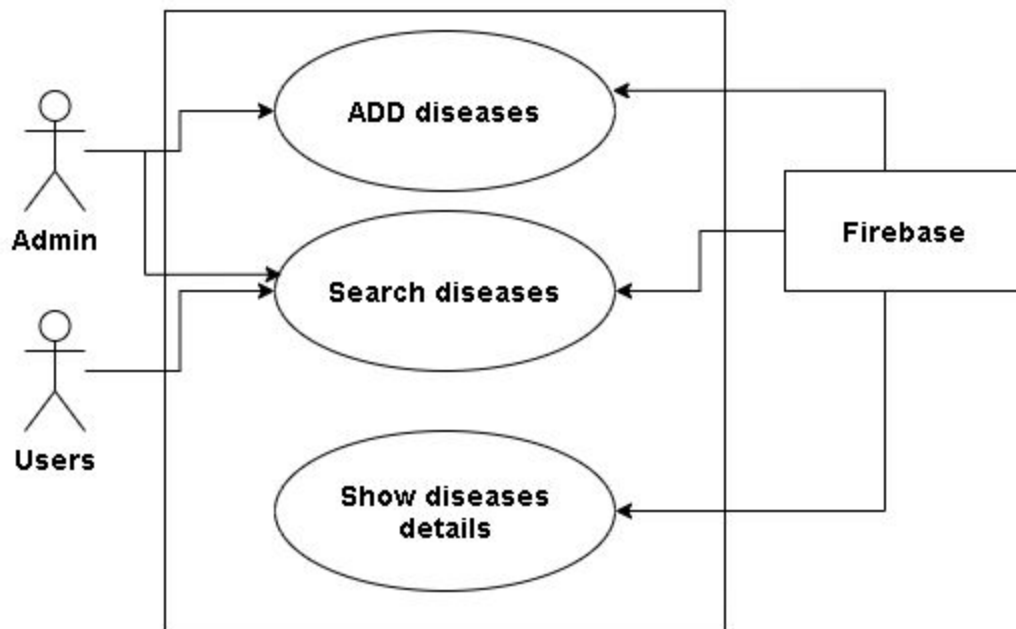 ADD diseases
Admin
Firebase
Search diseases
Users
Show diseases
details